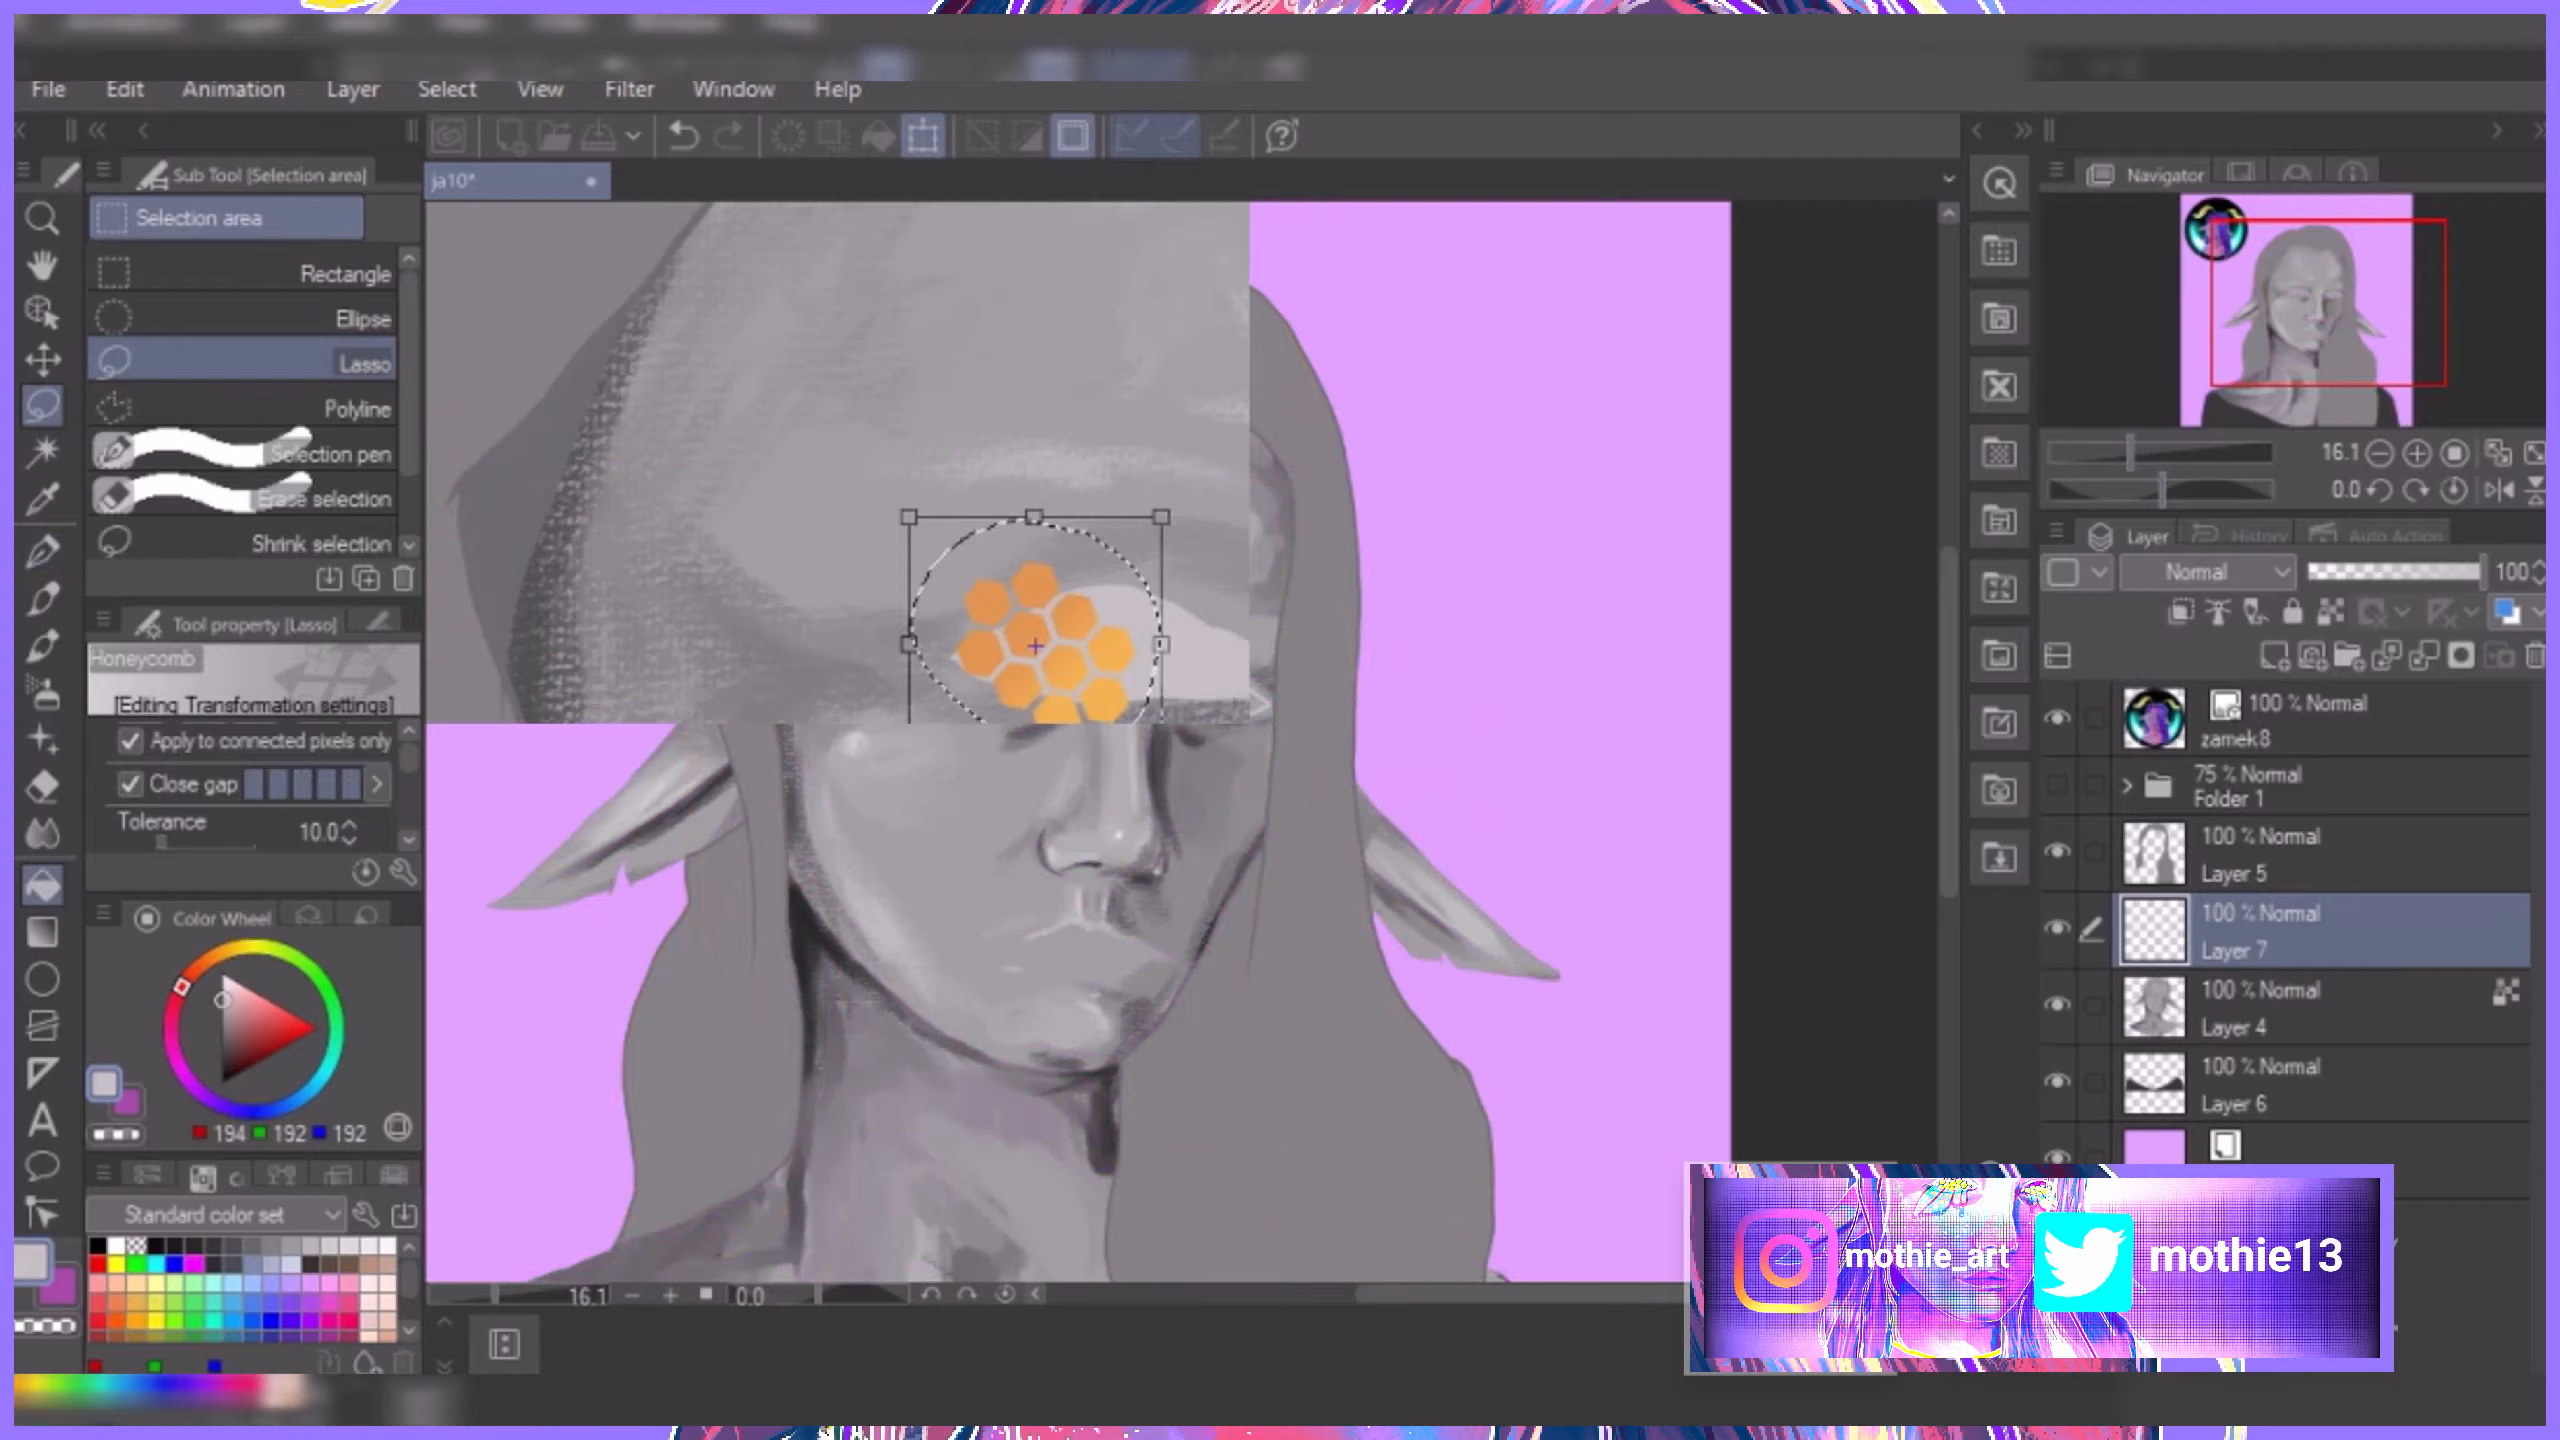 File Edit Animation Layer Select View Filter Window Help
Sub Tool [Selection area]
ja10*
Navigator
Selection area
Rectangle
Ellipse
Lasso
Polyline
Selection pen
Erase selection
Shrink selection
16.1
0.0
Layer History Auto Action
Normal 100
Tool property [Lasso]
Honeycomb
[Editing Transformation settings]
Apply to connected pixels only
Close gap
Tolerance 10.0
100 % Normal
zamek8
75 % Normal
Folder 1
100 % Normal
Layer 5
100 % Normal
Layer 7
100 % Normal
Layer 4
100 % Normal
Layer 6
Color Wheel
194 192 192
Standard color set
16.1 0.0
mothie_art mothie13